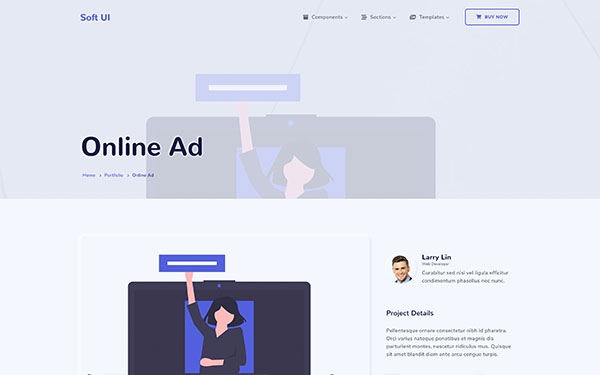 Soft UI
Components
Sections
Templates
BUY NOW
Online Ad
Home > Portfolio > Online Ad
Larry Lin
Web Developer
Curabitur sed nisi vel ligula efficitur
condimentum phasellus nec nunc.
Project Details
Pellentesque ornare consectetur nibh id pharetra.
Orci varius natoque penatibus et magnis dis
parturient montes, nascetur ridiculus mus. Quisque
sit amet blandit diam ante arcu congue turpis.